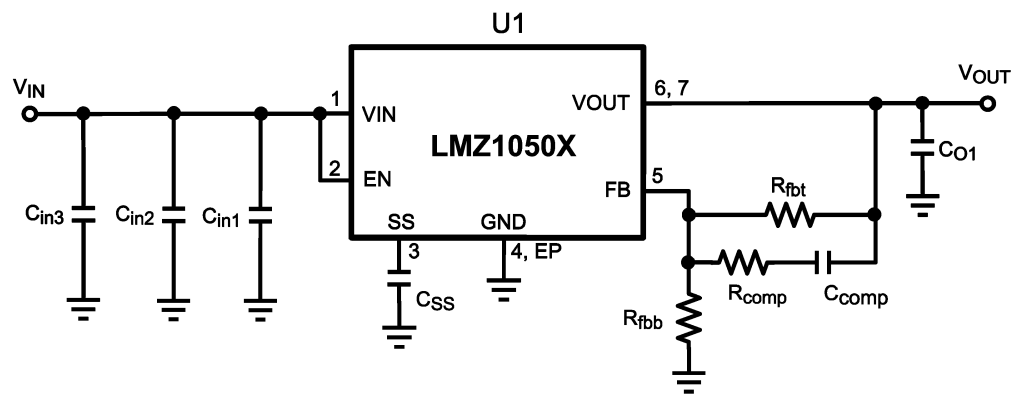 U1
VIN
VOUT
1
6, 7
VIN
VOUT
LMZ1050X
2
EN
5
FB
CO1
Rfbt
Cin3
Cin2
Cin1
SS
GND
3
4, EP
CSS
Rcomp
Ccomp
Rfbb